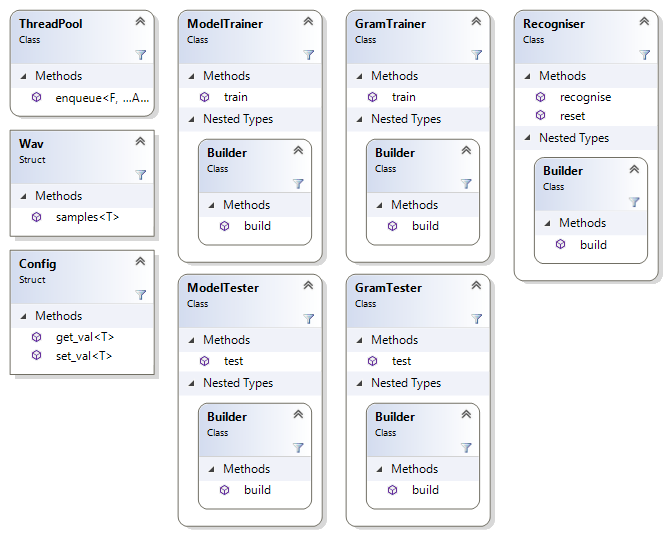 ThreadPool
Class
Methods
enqueue<F, ...A...
Wav
Struct
Methods
samples<T>
Config
Struct
Methods
get_val<T>
set_val<T>
ModelTrainer
Class
Methods
train
Nested Types
Builder
Class
Methods
build
ModelTester
Class
Methods
test
Nested Types
Builder
Class
Methods
build
GramTrainer
Class
Methods
train
Nested Types
Builder
Class
Methods
build
GramTester
Class
Methods
test
Nested Types
Builder
Class
Methods
build
Recogniser
Class
Methods
recognise
reset
Nested Types
Builder
Class
Methods
build